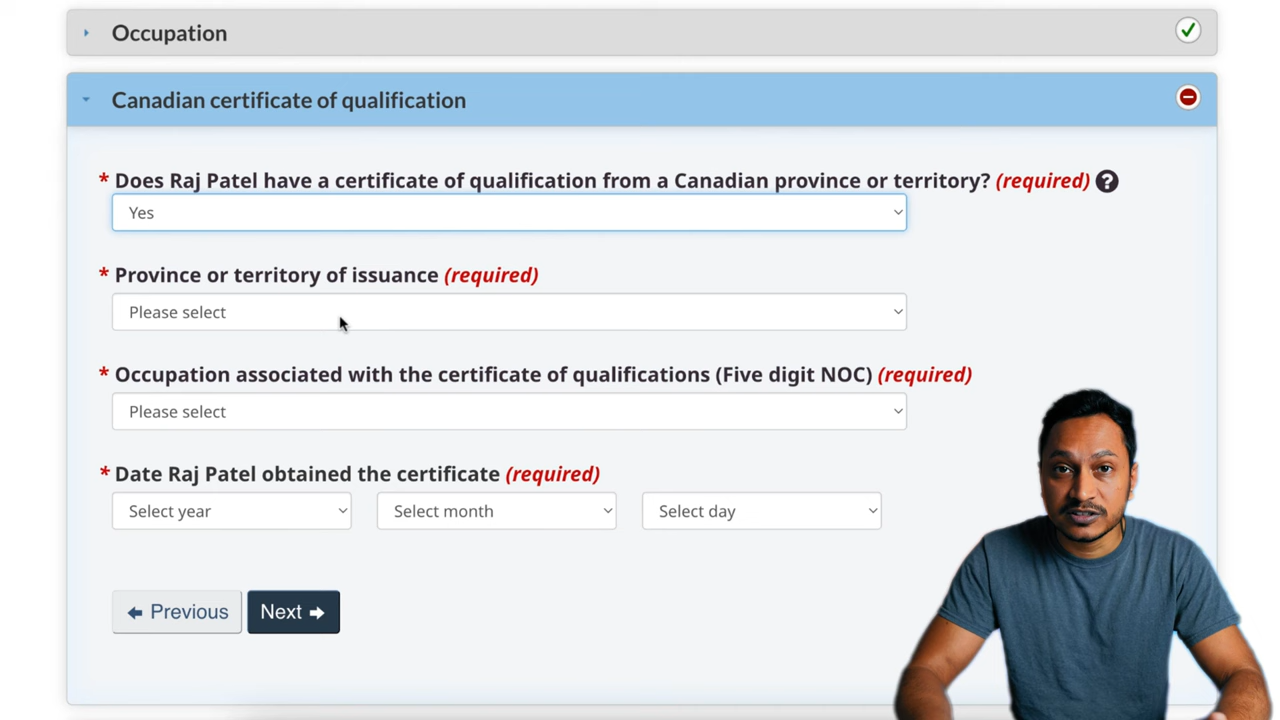 Occupation
Canadian certificate of qualification
* Does Raj Patel have a certificate of qualification from a Canadian province or territory? (required) ?
Yes
* Province or territory of issuance (required)
Please select
* Occupation associated with the certificate of qualifications (Five digit NOC) (required)
Please select
* Date Raj Patel obtained the certificate (required)
Select year Select month Select day
Previous Next